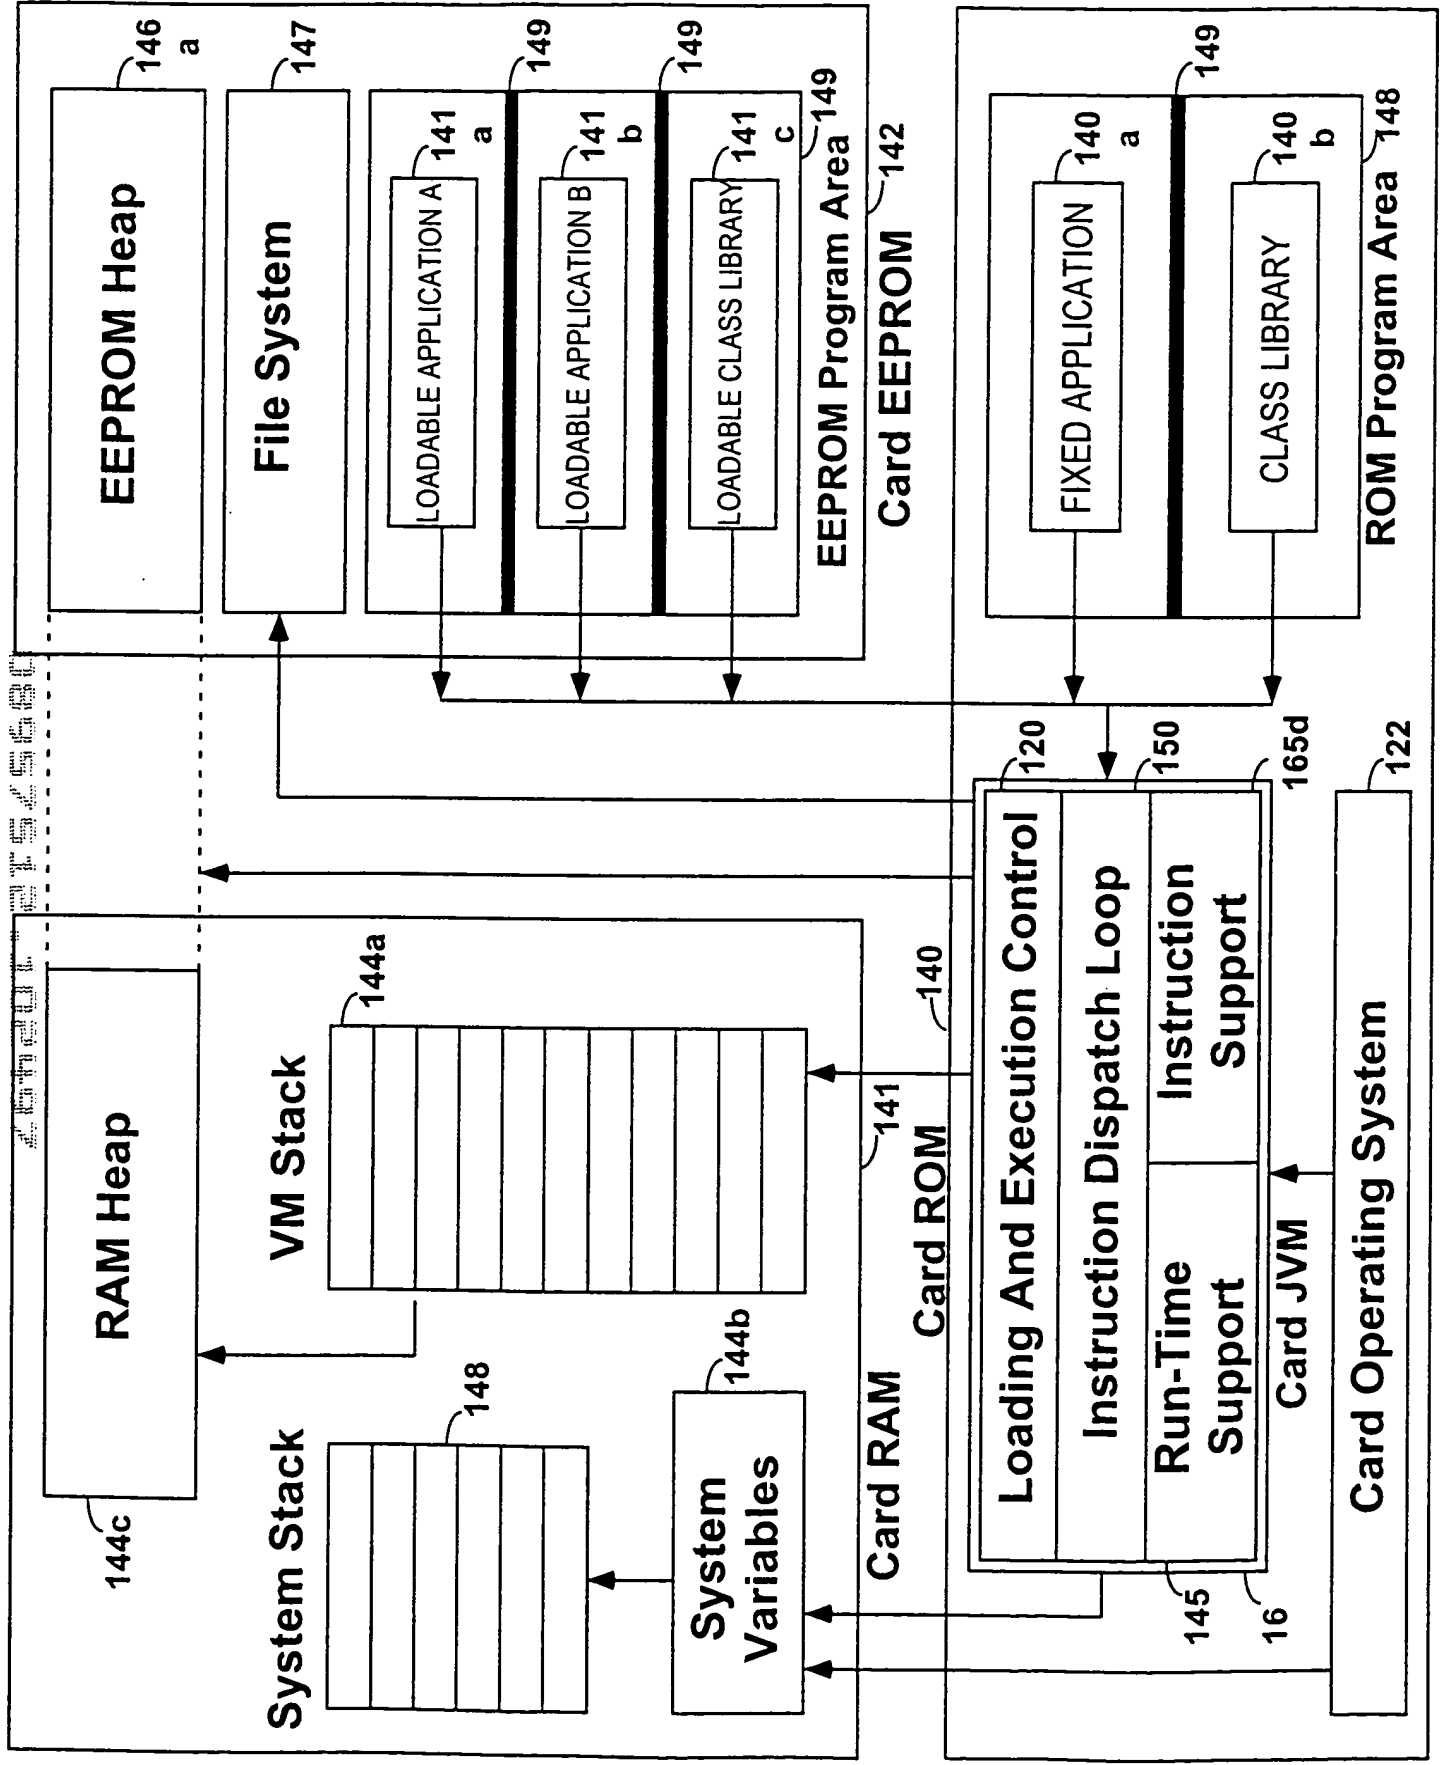 144c
RAM Heap
EEPROM Heap
146
a
File System
147
System Stack
148
VM Stack
144a
System
Variables
144b
Card RAM
141
LOADABLE APPLICATION A
141
a
149
LOADABLE APPLICATION B
141
b
149
LOADABLE CLASS LIBRARY
141
c
EEPROM Program Area
149
Card EEPROM
142
Card ROM
140
Loading And Execution Control
120
Instruction Dispatch Loop
150
Run-Time
Support
Instruction
Support
165d
145
16
Card JVM
Card Operating System
122
FIXED APPLICATION
140
a
149
CLASS LIBRARY
140
b
ROM Program Area
148